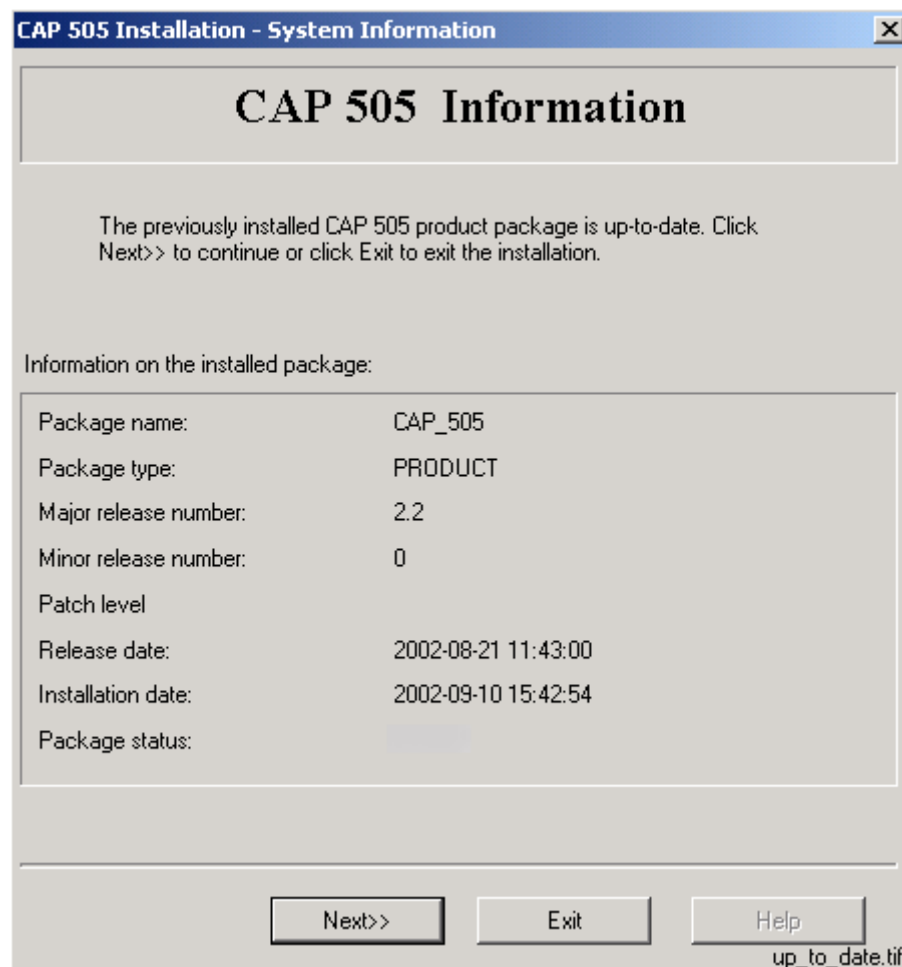 CAP 505 Installation - System Information
CAP 505 Information
The previously installed CAP 505 product package is up-to-date. Click
Next>> to continue or click Exit to exit the installation.
Information on the installed package:
Package name: CAP_505
Package type: PRODUCT
Major release number: 2.2
Minor release number: 0
Patch level
Release date: 2002-08-21 11:43:00
Installation date: 2002-09-10 15:42:54
Package status:
Next>> Exit Help
up_to_date.tif